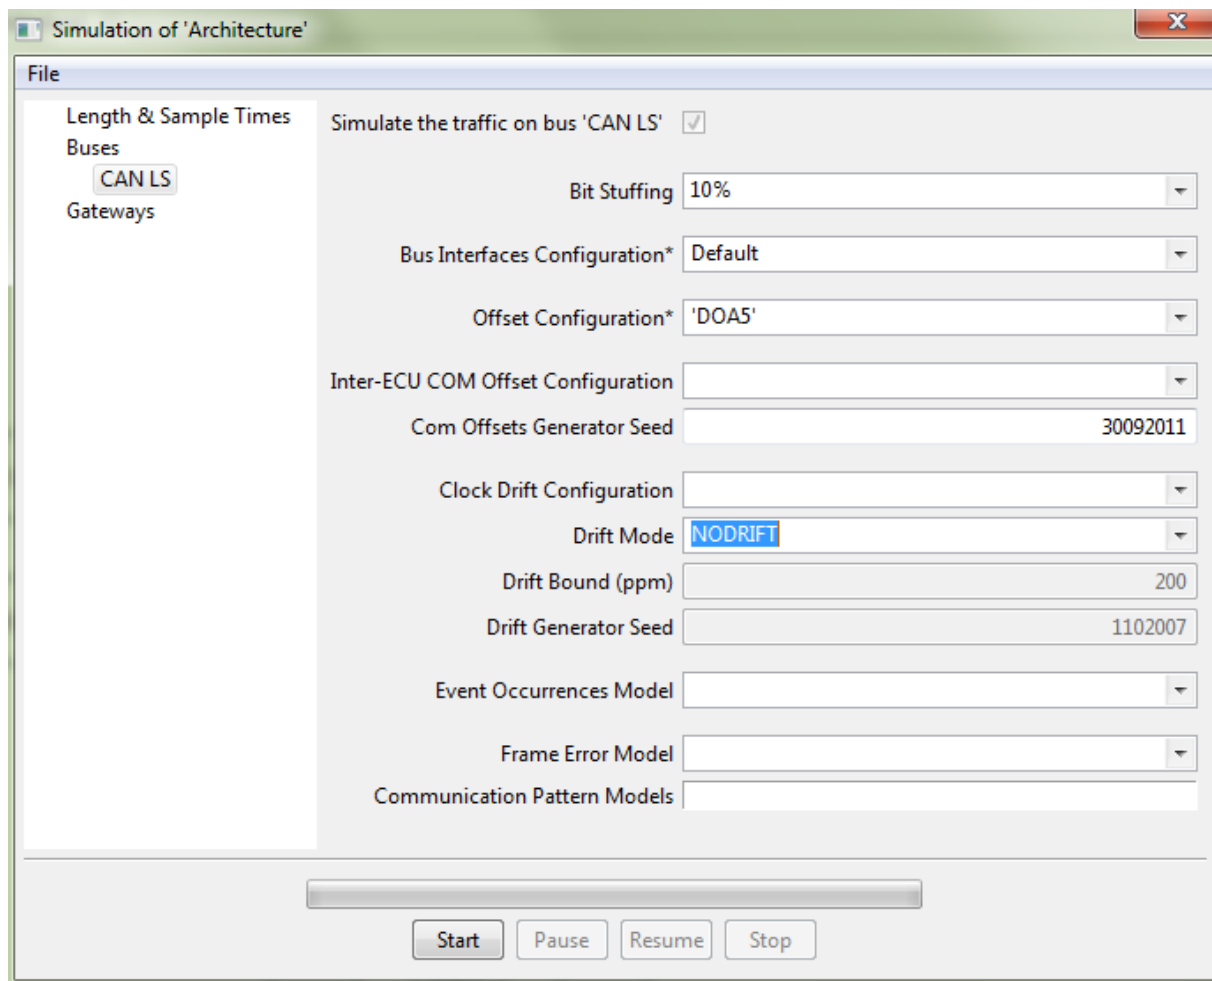 Simulation of 'Architecture'
File
Length & Sample Times
Buses
CAN LS
Gateways
Simulate the traffic on bus 'CAN LS'
Bit Stuffing 10%
Bus Interfaces Configuration* Default
Offset Configuration* 'DOA5'
Inter-ECU COM Offset Configuration
Com Offsets Generator Seed 30092011
Clock Drift Configuration
Drift Mode NODRIFT
Drift Bound (ppm) 200
Drift Generator Seed 1102007
Event Occurrences Model
Frame Error Model
Communication Pattern Models
Start Pause Resume Stop